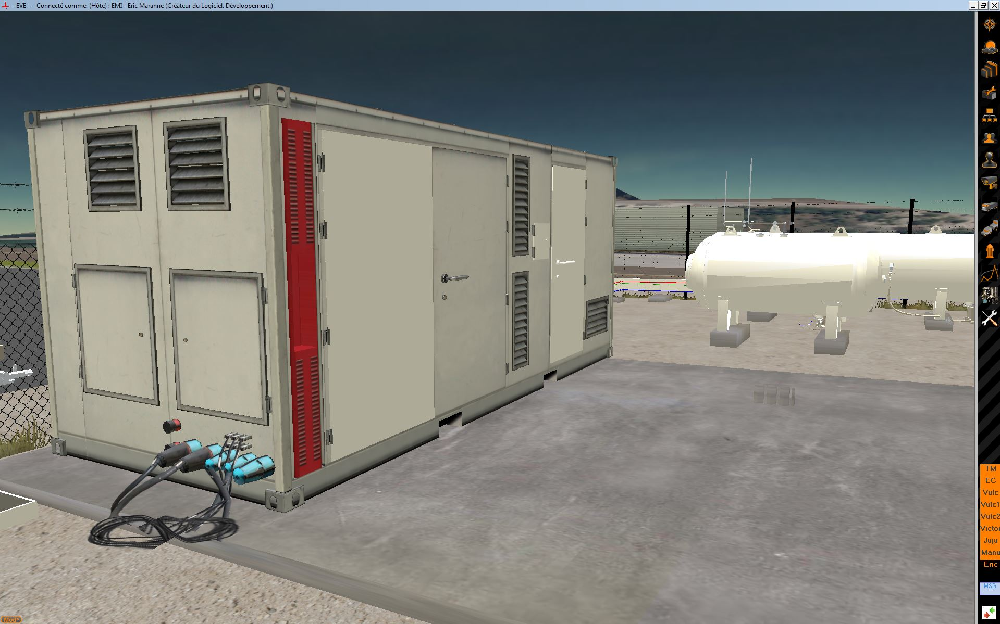 - EVE -    Connecté comme: (Hôte) : EMI - Eric Maranne (Créateur du Logiciel. Développement.)
TM
EC
Vulc
Vulc1
Vulc2
Victor
Juju
Manu
Eric
MSG
Mod^